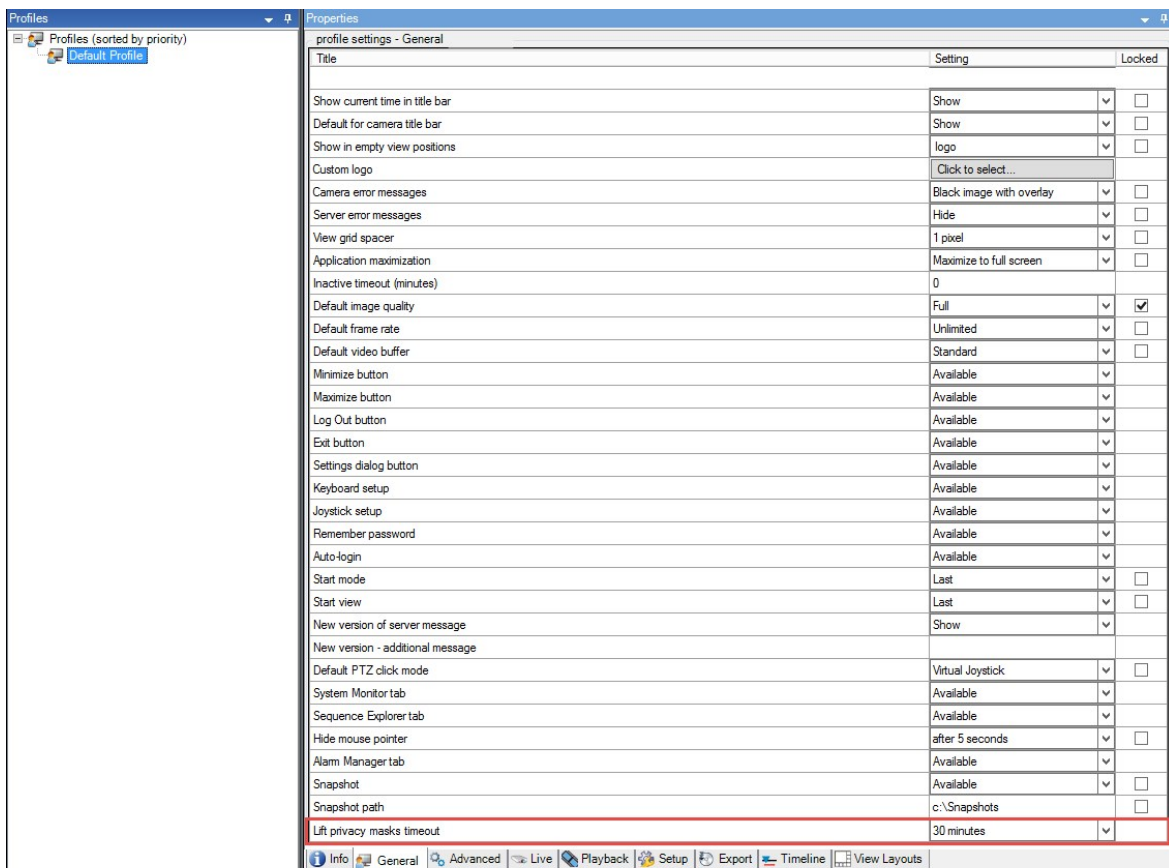 Profiles
Profiles (sorted by priority)
Default Profile
Properties
profile settings - General
Title Setting Locked
Show current time in title bar Show
Default for camera title bar Show
Show in empty view positions logo
Custom logo Click to select...
Camera error messages Black image with overlay
Server error messages Hide
View grid spacer 1 pixel
Application maximization Maximize to full screen
Inactive timeout (minutes) 0
Default image quality Full
Default frame rate Unlimited
Default video buffer Standard
Minimize button Available
Maximize button Available
Log Out button Available
Exit button Available
Settings dialog button Available
Keyboard setup Available
Joystick setup Available
Remember password Available
Auto-login Available
Start mode Last
Start view Last
New version of server message Show
New version - additional message
Default PTZ click mode Virtual Joystick
System Monitor tab Available
Sequence Explorer tab Available
Hide mouse pointer after 5 seconds
Alarm Manager tab Available
Snapshot Available
Snapshot path c:\Snapshots
Lift privacy masks timeout 30 minutes
Info General Advanced Live Playback Setup Export Timeline View Layouts